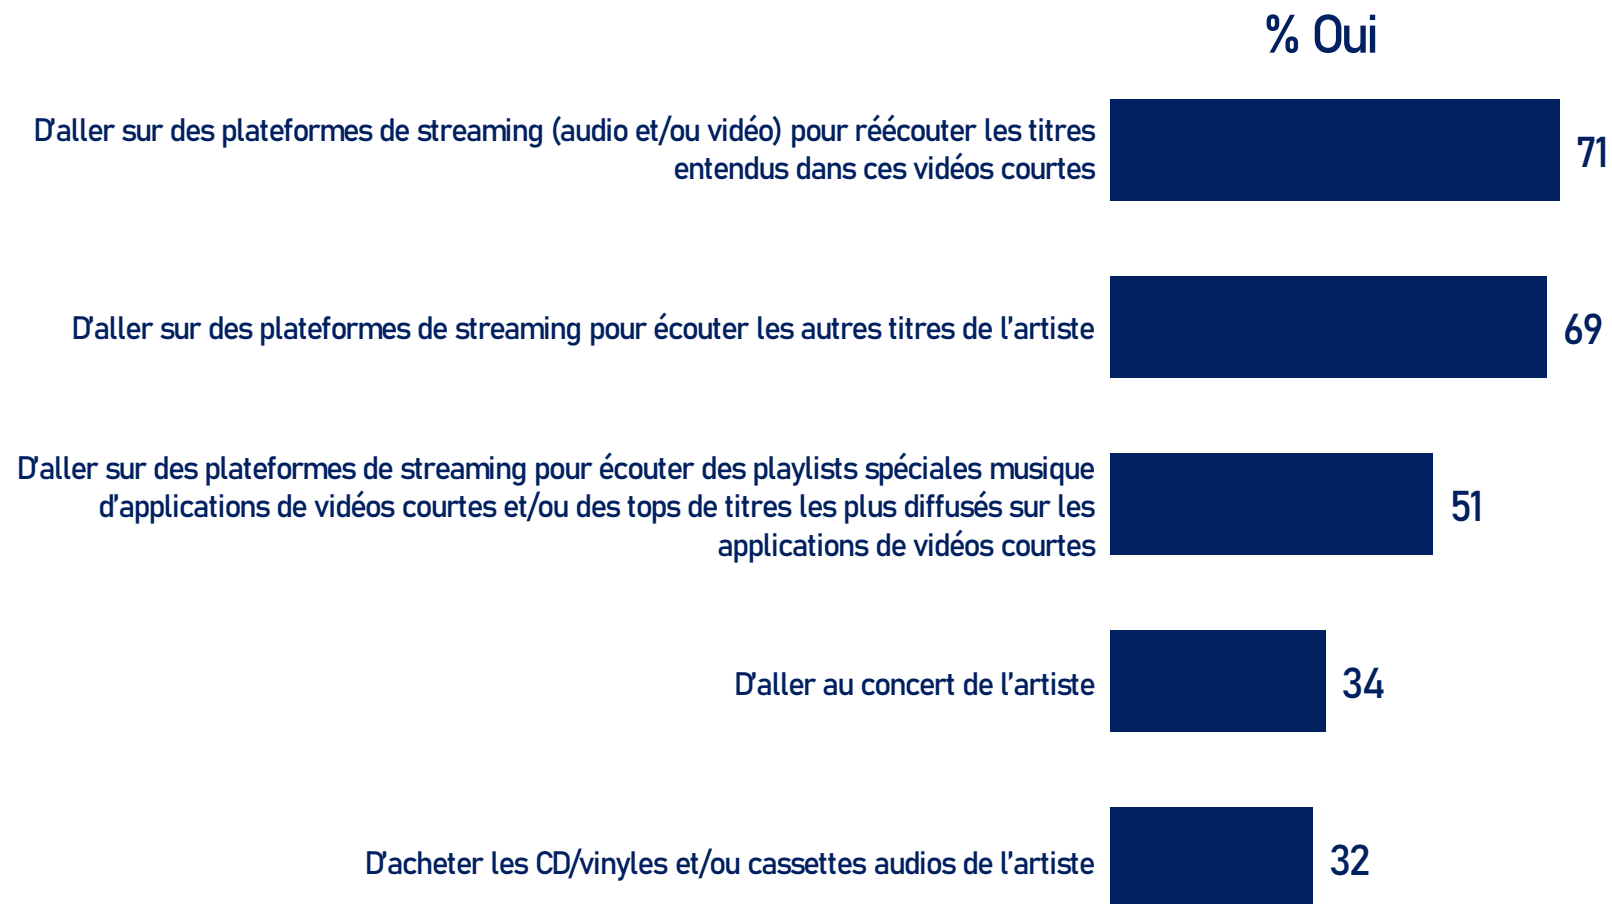 % Oui
D'aller sur des plateformes de streaming (audio et/ou vidéo) pour réécouter les titres
entendus dans ces vidéos courtes
71
D'aller sur des plateformes de streaming pour écouter les autres titres de l'artiste
69
D'aller sur des plateformes de streaming pour écouter des playlists spéciales musique
d'applications de vidéos courtes et/ou des tops de titres les plus diffusés sur les
applications de vidéos courtes
51
D'aller au concert de l'artiste
34
D'acheter les CD/vinyles et/ou cassettes audios de l'artiste
32